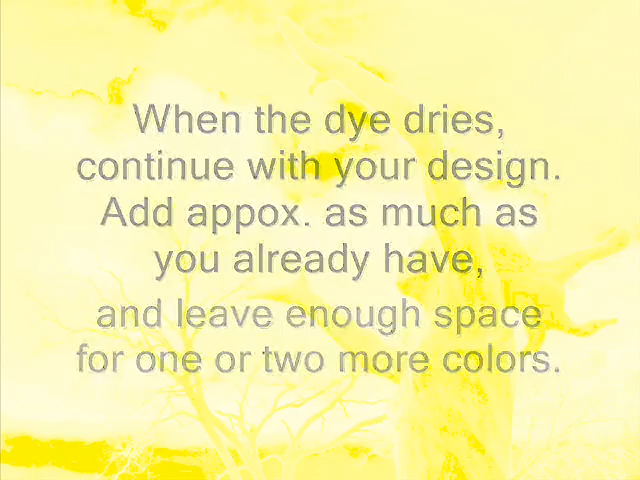 When the dye dries,
continue with your design.
Add appox. as much as
you already have,
and leave enough space
for one or two more colors.